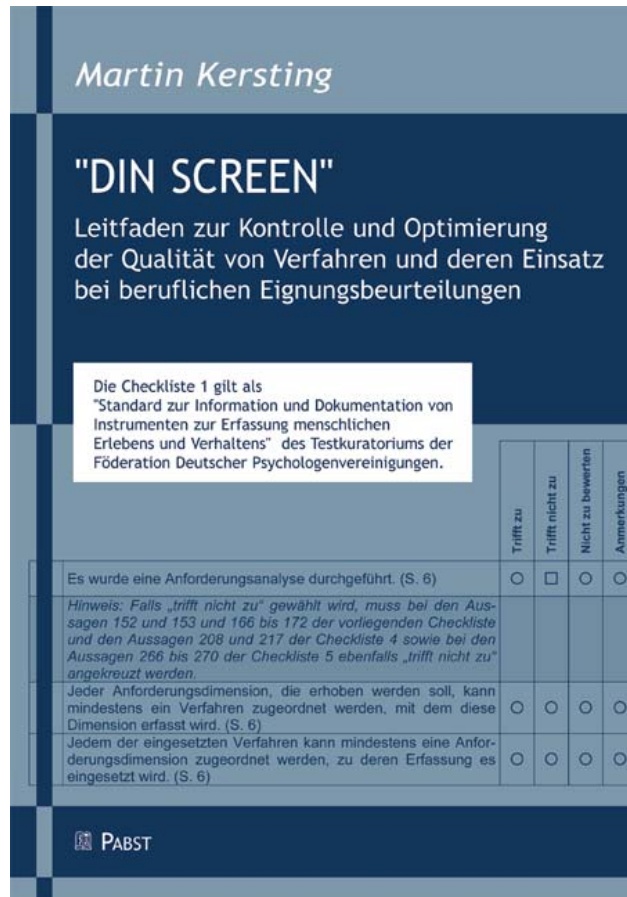 Martin Kersting
"DIN SCREEN"
Leitfaden zur Kontrolle und Optimierung
der Qualität von Verfahren und deren Einsatz
bei beruflichen Eignungsbeurteilungen
Die Checkliste 1 gilt als
"Standard zur Information und Dokumentation von
Instrumenten zur Erfassung menschlichen
Erlebens und Verhaltens" des Testkuratoriums der
Föderation Deutscher Psychologenvereinigungen.
Trifft zu
Trifft nicht zu
Nicht zu bewerten
Anmerkungen
Es wurde eine Anforderungsanalyse durchgeführt. (S. 6)
Hinweis: Falls „trifft nicht zu“ gewählt wird, muss bei den Aus-
sagen 152 und 153 und 166 bis 172 der vorliegenden Checkliste
und den Aussagen 208 und 217 der Checkliste 4 sowie bei den
Aussagen 266 bis 270 der Checkliste 5 ebenfalls „trifft nicht zu“
angekreuzt werden.
Jeder Anforderungsdimension, die erhoben werden soll, kann
mindestens ein Verfahren zugeordnet werden, mit dem diese
Dimension erfasst wird. (S. 6)
Jedem der eingesetzten Verfahren kann mindestens eine Anfor-
derungsdimension zugeordnet werden, zu deren Erfassung es
eingesetzt wird. (S. 6)
PABST